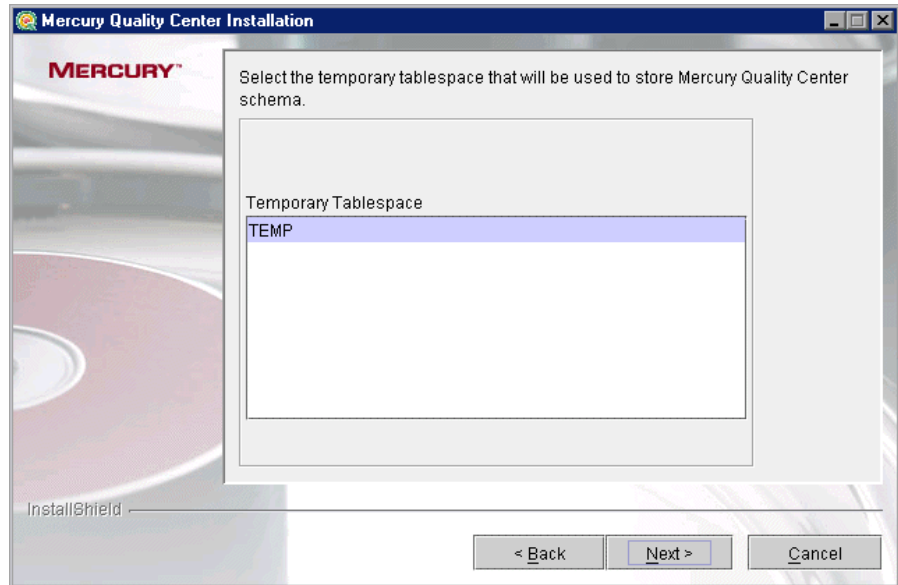 Mercury Quality Center Installation
MERCURY™
Select the temporary tablespace that will be used to store Mercury Quality Center
schema.
Temporary Tablespace
TEMP
InstallShield
< Back
Next >
Cancel